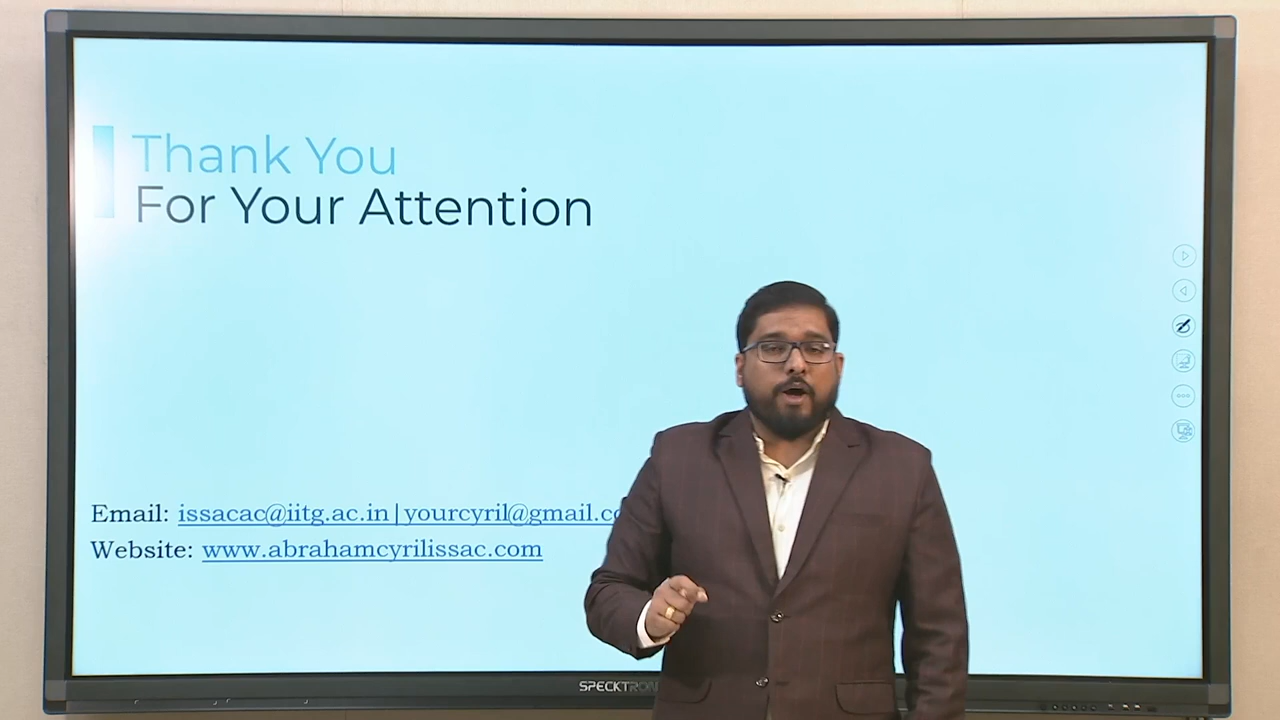 Thank You
For Your Attention
Email: issacac@iitg.ac.in|yourcyril@gmail.co
Website: www.abrahamcyrilissac.com
SPECKTRON